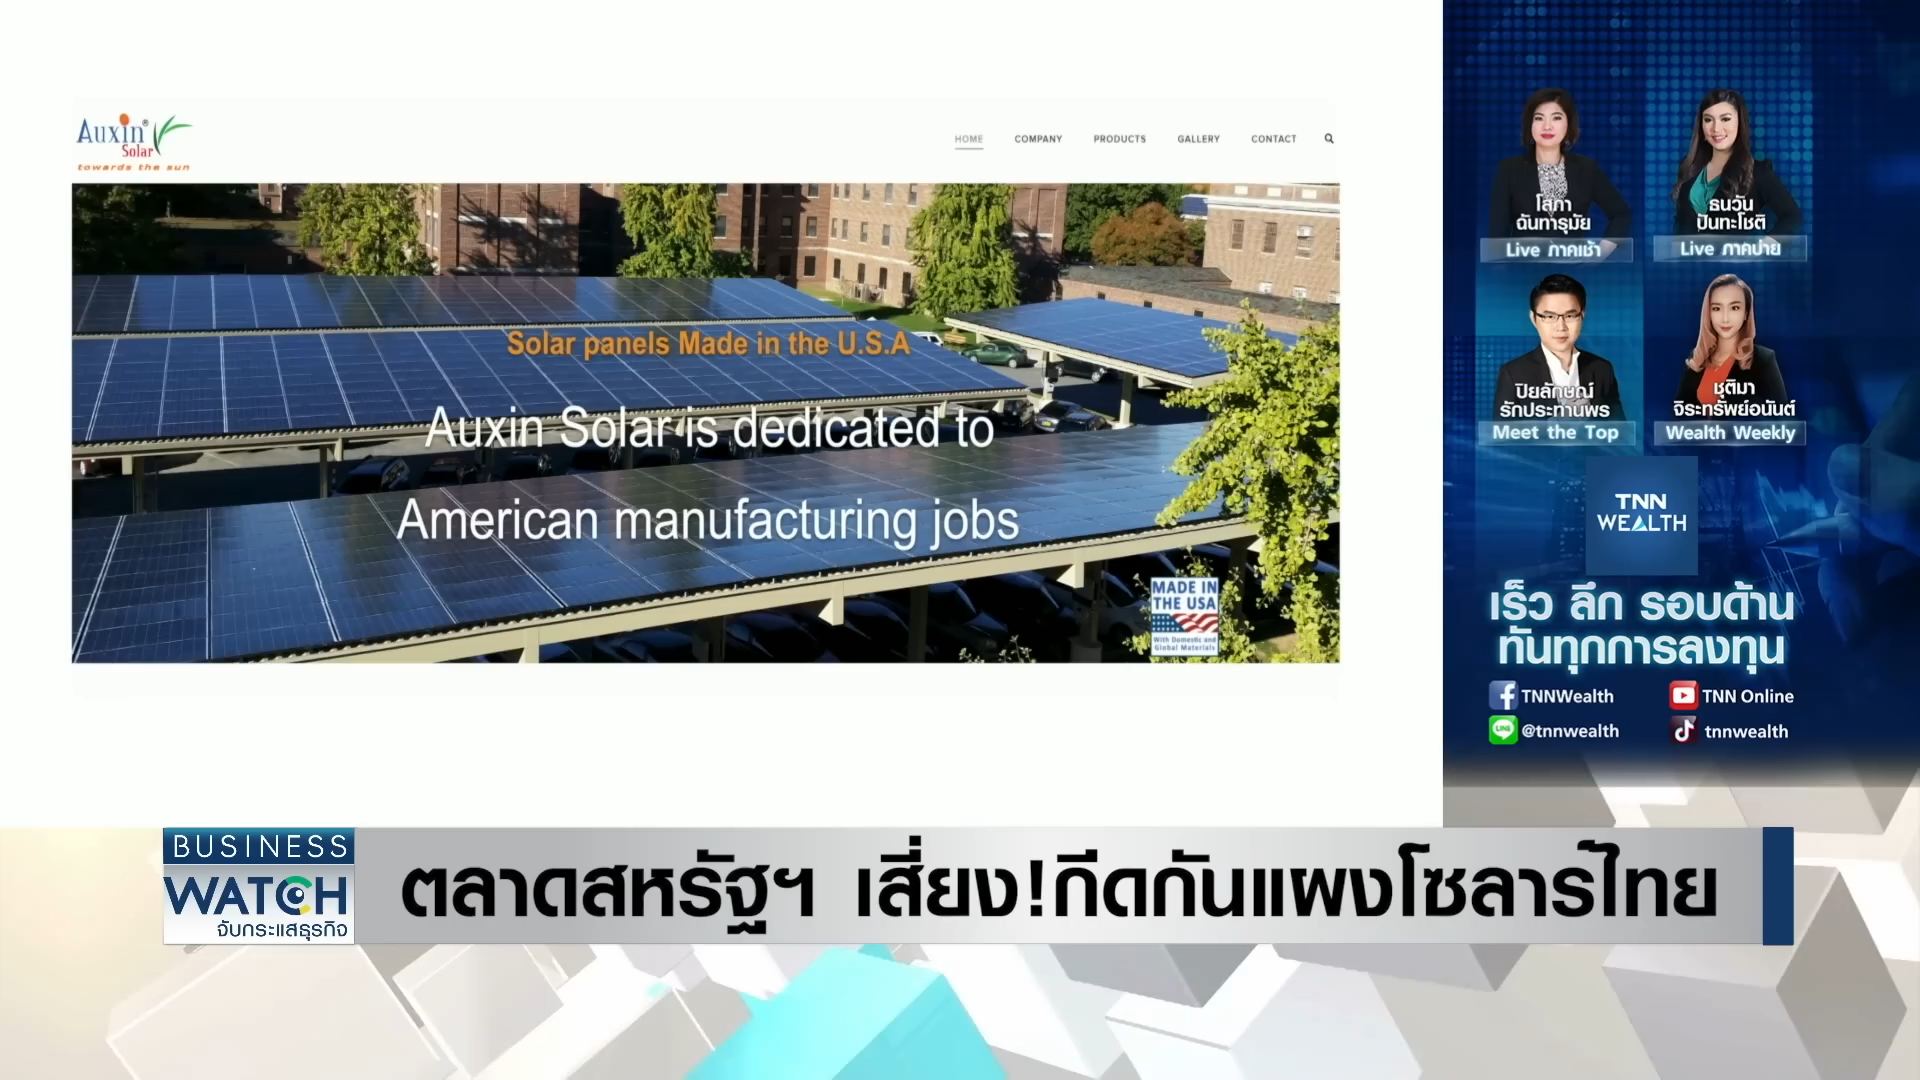 Auxin®
Solar
towards the sun
HOME COMPANY PRODUCTS GALLERY CONTACT
Solar panels Made in the U.S.A
Auxin Solar is dedicated to
American manufacturing jobs
MADE IN
THE USA
With Domestic and
Global Materials
โสภา
ฉันทารุมัย
Live ภาคเช้า
ธนวัน
ปันทะโชติ
Live ภาคบ่าย
ปิยลักษณ์
รักประทานพร
Meet the Top
ชุติมา
จิระทรัพย์อนันต์
Wealth Weekly
TNN
WEALTH
เร็ว ลึก รอบด้าน
ทันทุกการลงทุน
TNNWealth
TNN Online
LINE
@tnnwealth
tnnwealth
BUSINESS
WATCH
จับกระแสธุรกิจ
ตลาดสหรัฐฯ เสี่ยง!กีดกันแผงโซลาร์ไทย